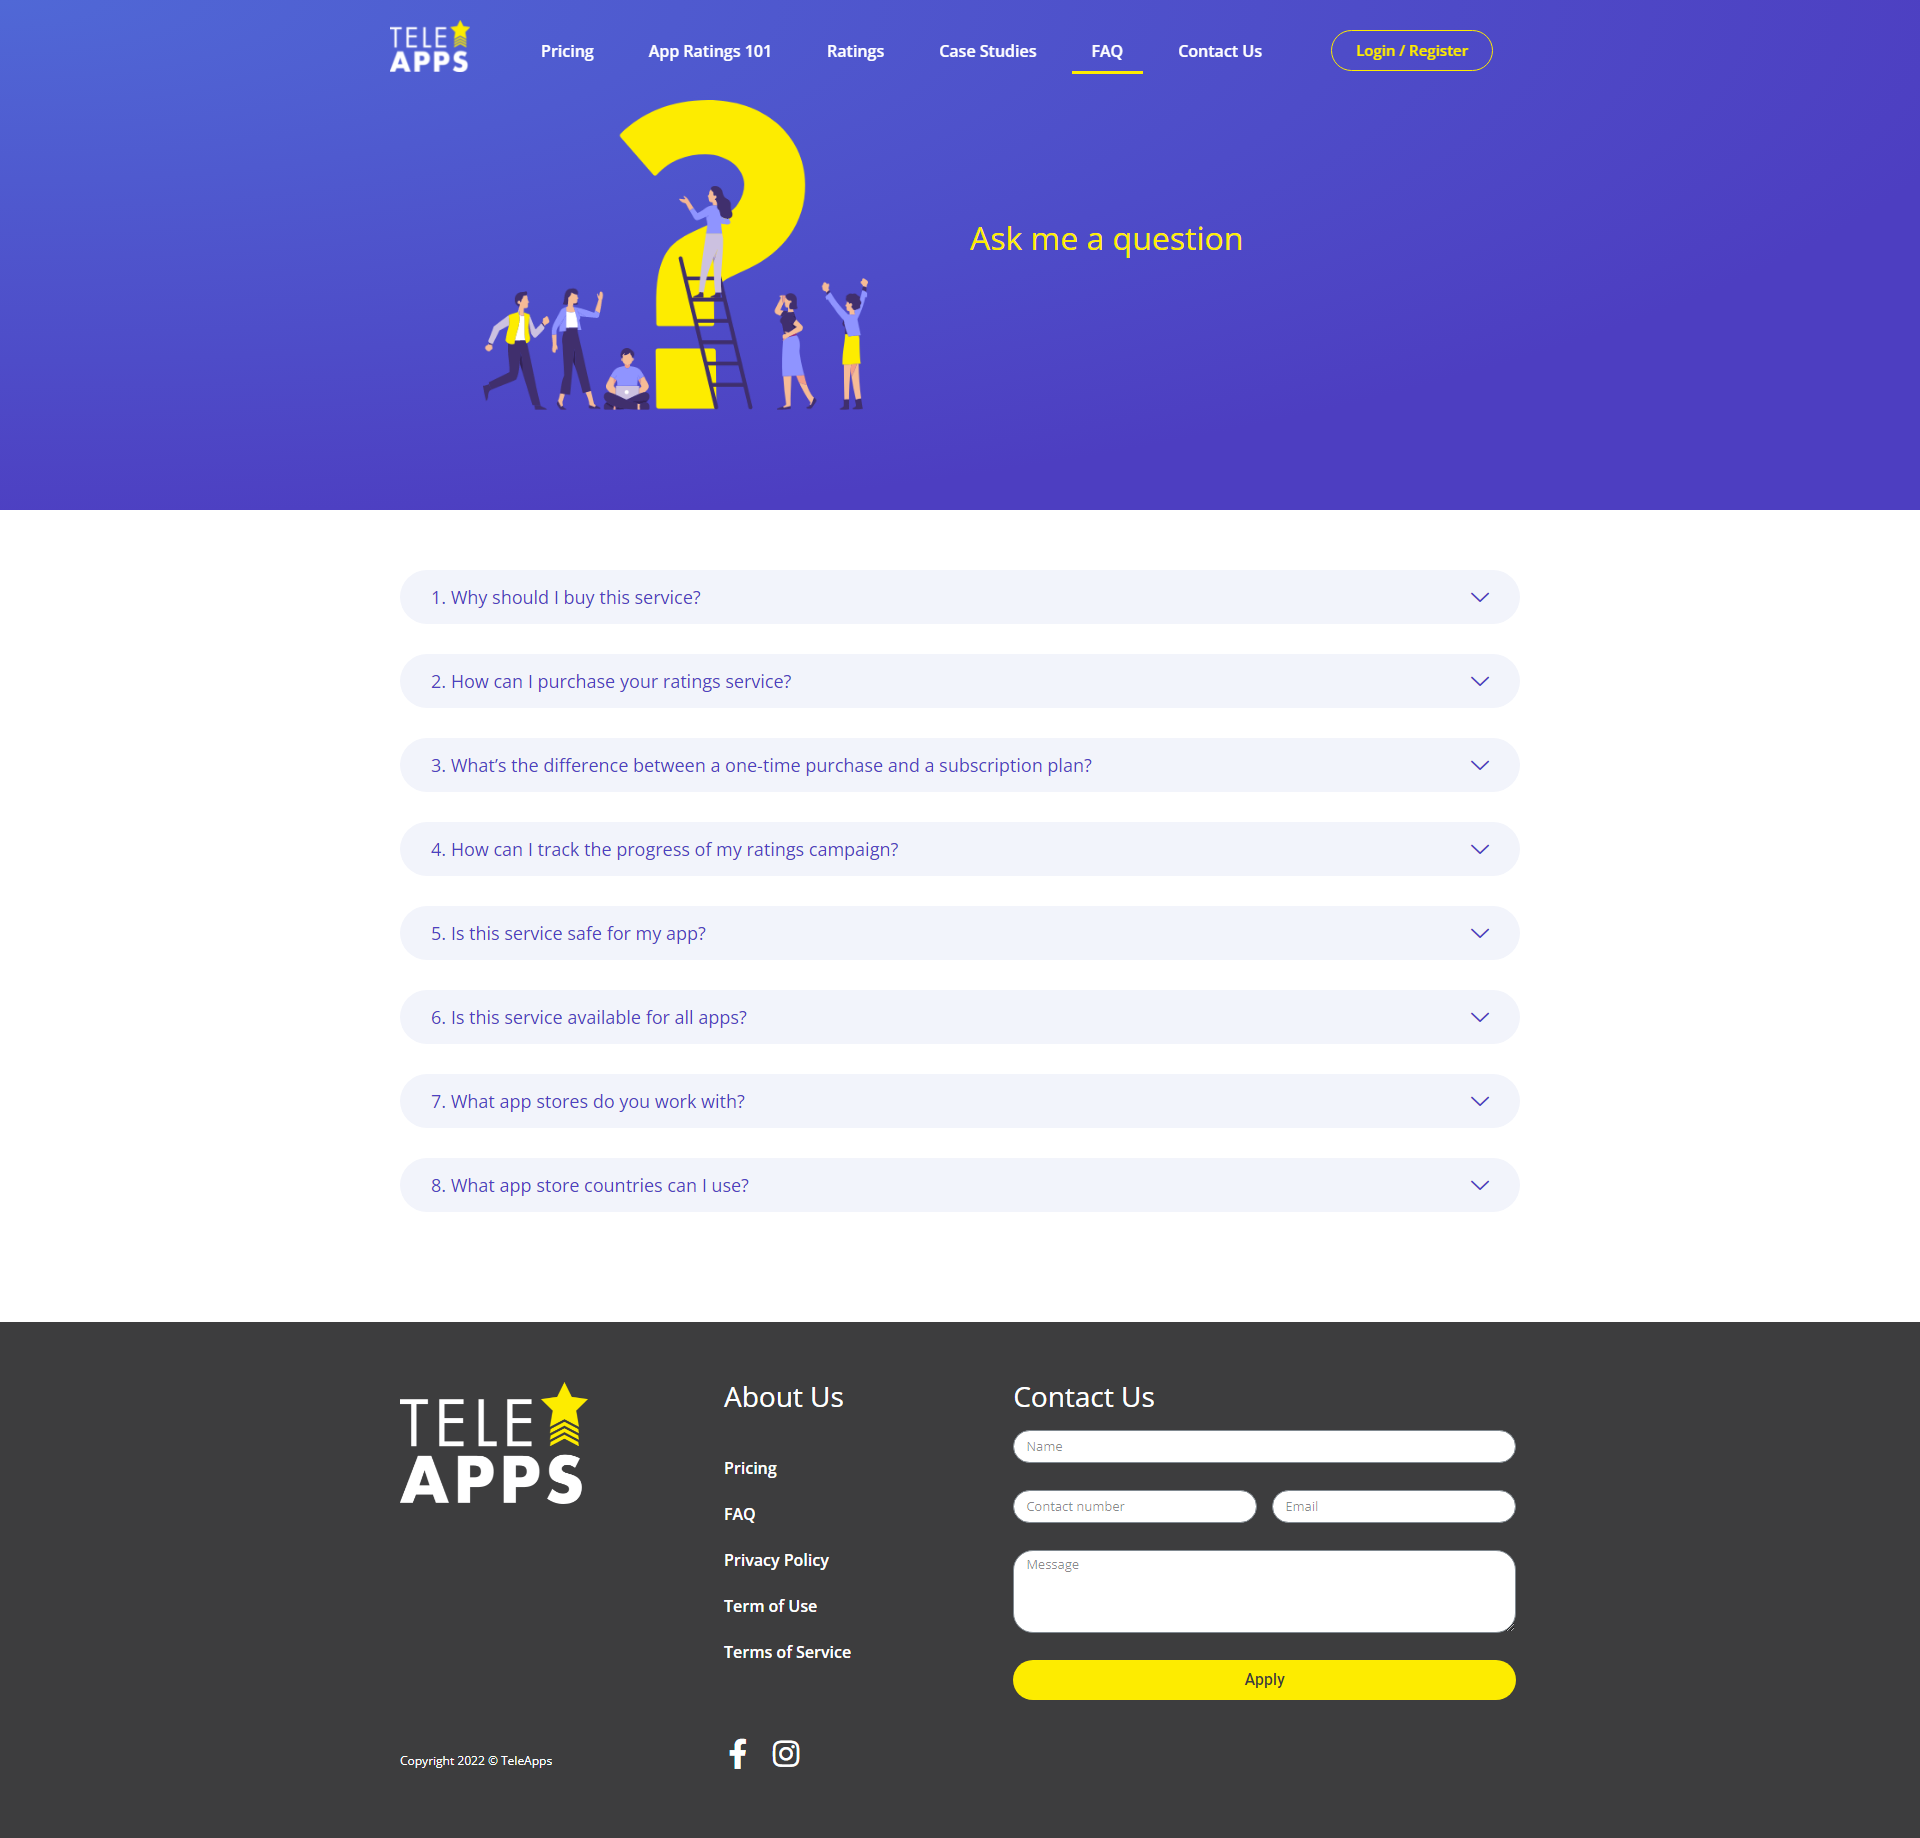 TELE
APPS
Pricing
App Ratings 101
Ratings
Case Studies
FAQ
Contact Us
Login / Register
Ask me a question
1. Why should I buy this service?
2. How can I purchase your ratings service?
3. What’s the difference between a one-time purchase and a subscription plan?
4. How can I track the progress of my ratings campaign?
5. Is this service safe for my app?
6. Is this service available for all apps?
7. What app stores do you work with?
8. What app store countries can I use?
TELE
APPS
Copyright 2022 © TeleApps
About Us
Pricing
FAQ
Privacy Policy
Term of Use
Terms of Service
Contact Us
Name
Contact number
Email
Message
Apply